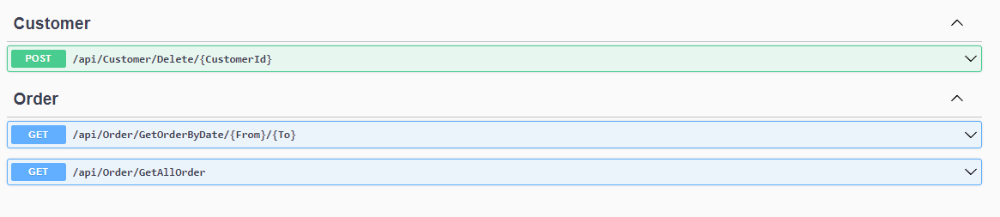 Customer
POST /api/Customer/Delete/{CustomerId}
Order
GET /api/Order/GetOrderByDate/{From}/{To}
GET /api/Order/GetAllOrder